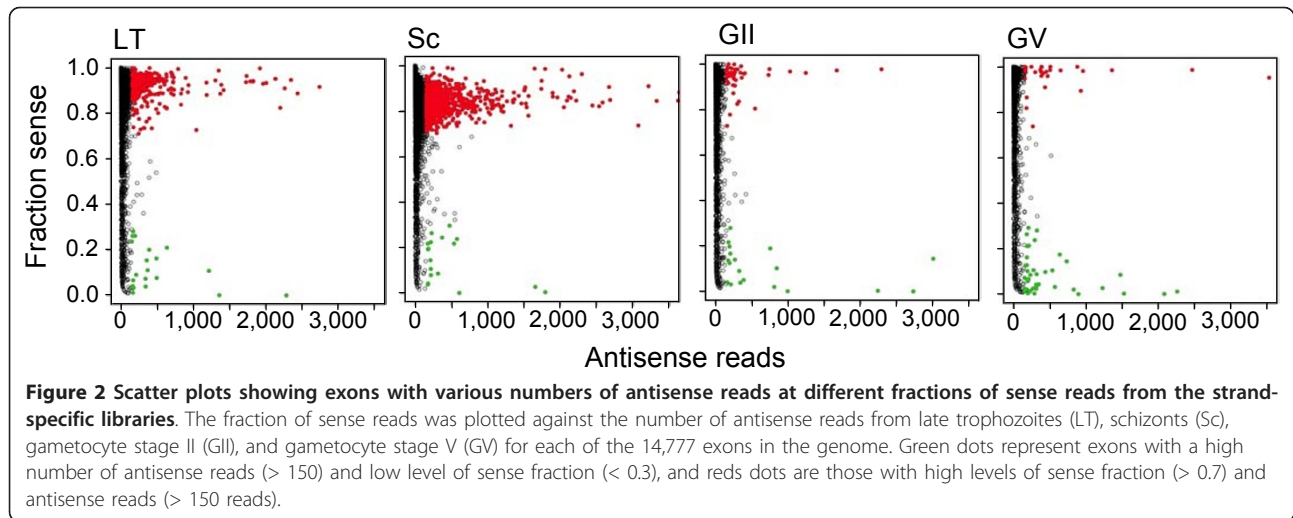 LT
Sc
GII
GV
Fraction sense
1.0
0.8
0.6
0.4
0.2
0.0
0 1,000 2,000 3,000
0 1,000 2,000 3,000
0 1,000 2,000 3,000
0 1,000 2,000 3,000
Antisense reads
Figure 2 Scatter plots showing exons with various numbers of antisense reads at different fractions of sense reads from the strand-
specific libraries. The fraction of sense reads was plotted against the number of antisense reads from late trophozoites (LT), schizonts (Sc),
gametocyte stage II (GII), and gametocyte stage V (GV) for each of the 14,777 exons in the genome. Green dots represent exons with a high
number of antisense reads (> 150) and low level of sense fraction (< 0.3), and reds dots are those with high levels of sense fraction (> 0.7) and
antisense reads (> 150 reads).